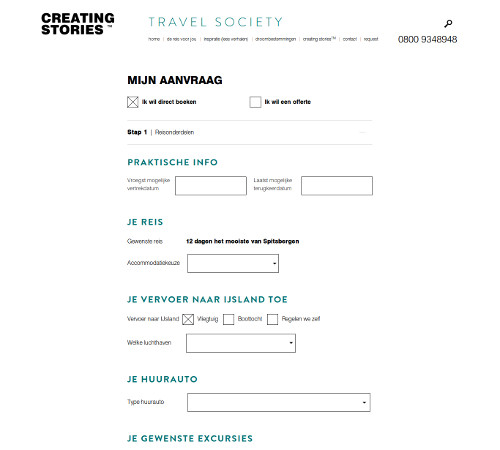 CREATING
STORIES™
TRAVEL SOCIETY
home | de reis voor jou | inspiratie (lees verhalen) | droombestemmingen | creating stories™ | contact | request
0800 9348948
MIJN AANVRAAG
Ik wil direct boeken Ik wil een offerte
Stap 1 | Reisonderdelen
PRAKTISCHE INFO
Vroegst mogelijke
vertrekdatum
Laatst mogelijke
terugkeerdatum
JE REIS
Gewenste reis 12 dagen het mooiste van Spitsbergen
Accommodatiekeuze
JE VERVOER NAAR IJSLAND TOE
Vervoer naar IJsland Vliegtuig Boottocht Regelen we zelf
Welke luchthaven
JE HUURAUTO
Type huurauto
JE GEWENSTE EXCURSIES